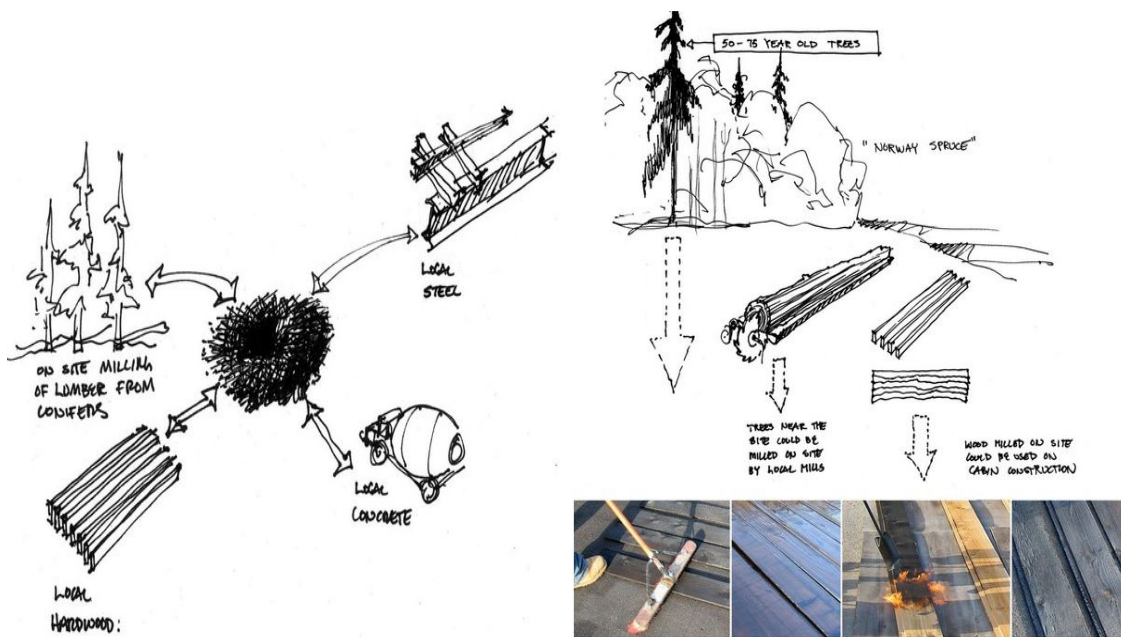 LOCAL
STEEL
ON SITE MILLING
OF LUMBER FROM
CONIFERS
LOCAL
CONCRETE
LOCAL
HARDWOOD:
50-75 YEAR OLD TREES
"NORWAY SPRUCE"
TREES NEAR THE
SITE COULD BE
MILLED ON SITE
BY LOCAL MILLS
WOOD MILLED ON SITE
COULD BE USED ON
CABIN CONSTRUCTION